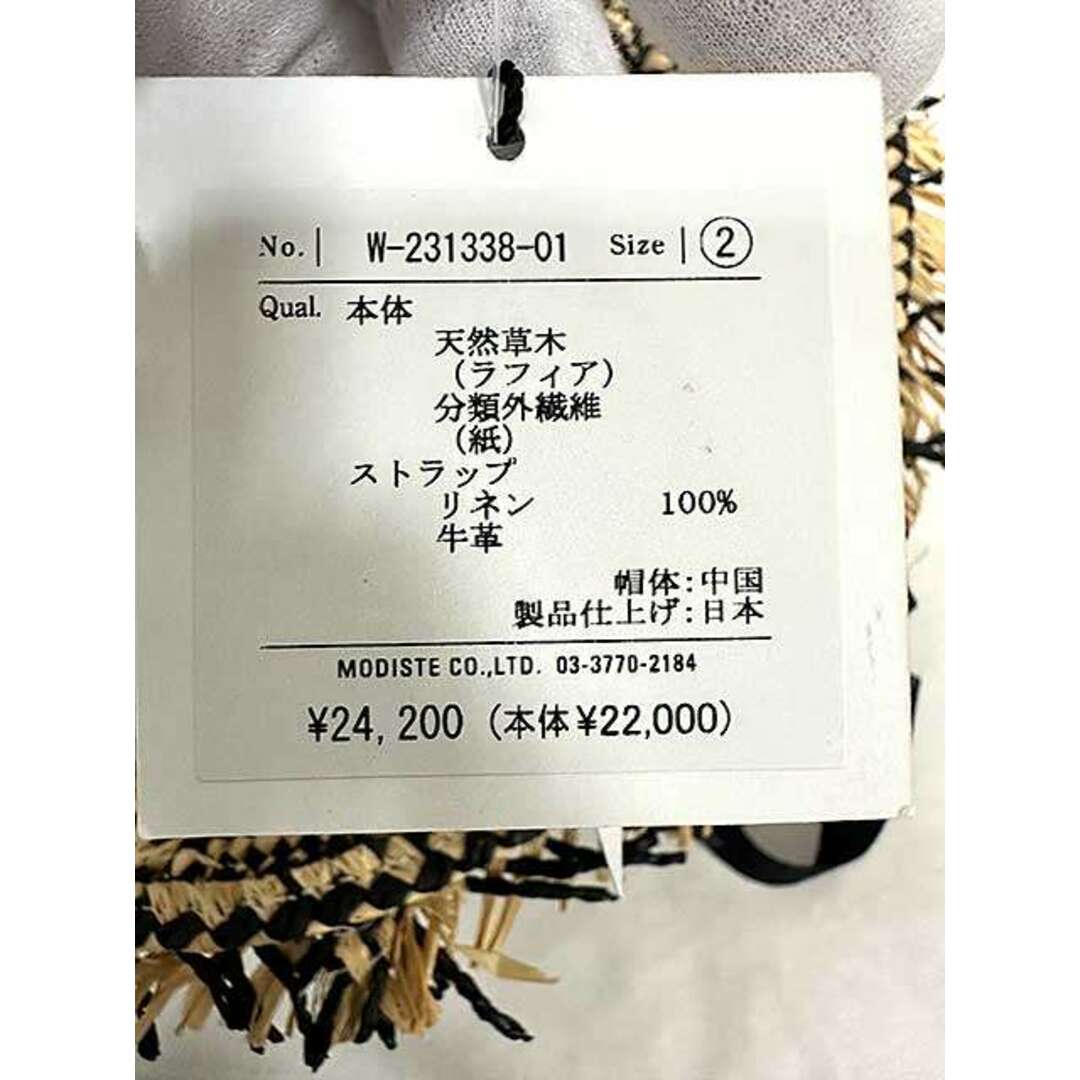 No. | W-231338-01 Size | ②
Qual. 本体
天然草木
(ラフィア)
分類外繊維
(紙)
ストラップ
リネン 100%
牛革
帽体:中国
製品仕上げ:日本
MODISTE CO.,LTD. 03-3770-2184
¥24,200 (本体¥22,000)